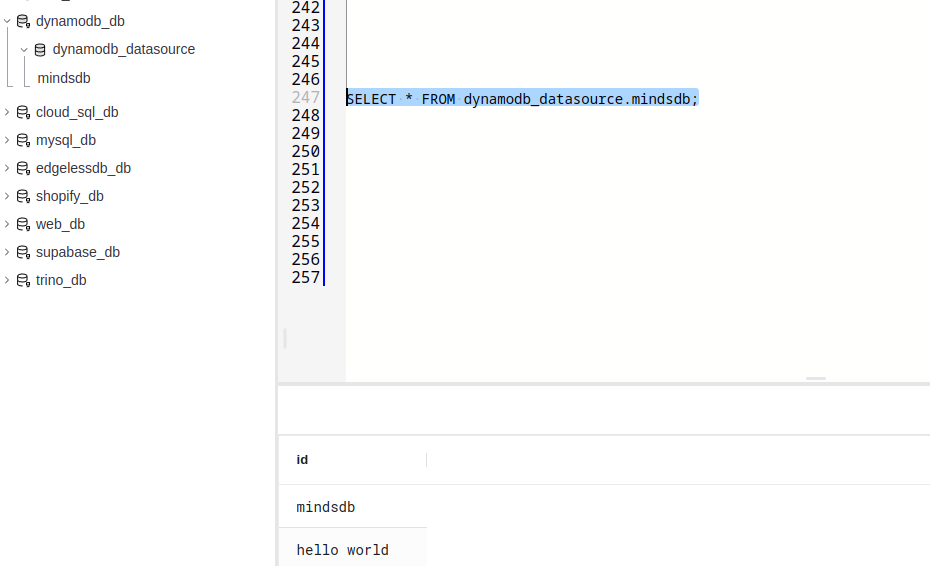 dynamodb_db
dynamodb_datasource
mindsdb
cloud_sql_db
mysql_db
edgelessdb_db
shopify_db
web_db
supabase_db
trino_db
242
243
244
245
246
247 SELECT * FROM dynamodb_datasource.mindsdb;
248
249
250
251
252
253
254
255
256
257
id
mindsdb
hello world